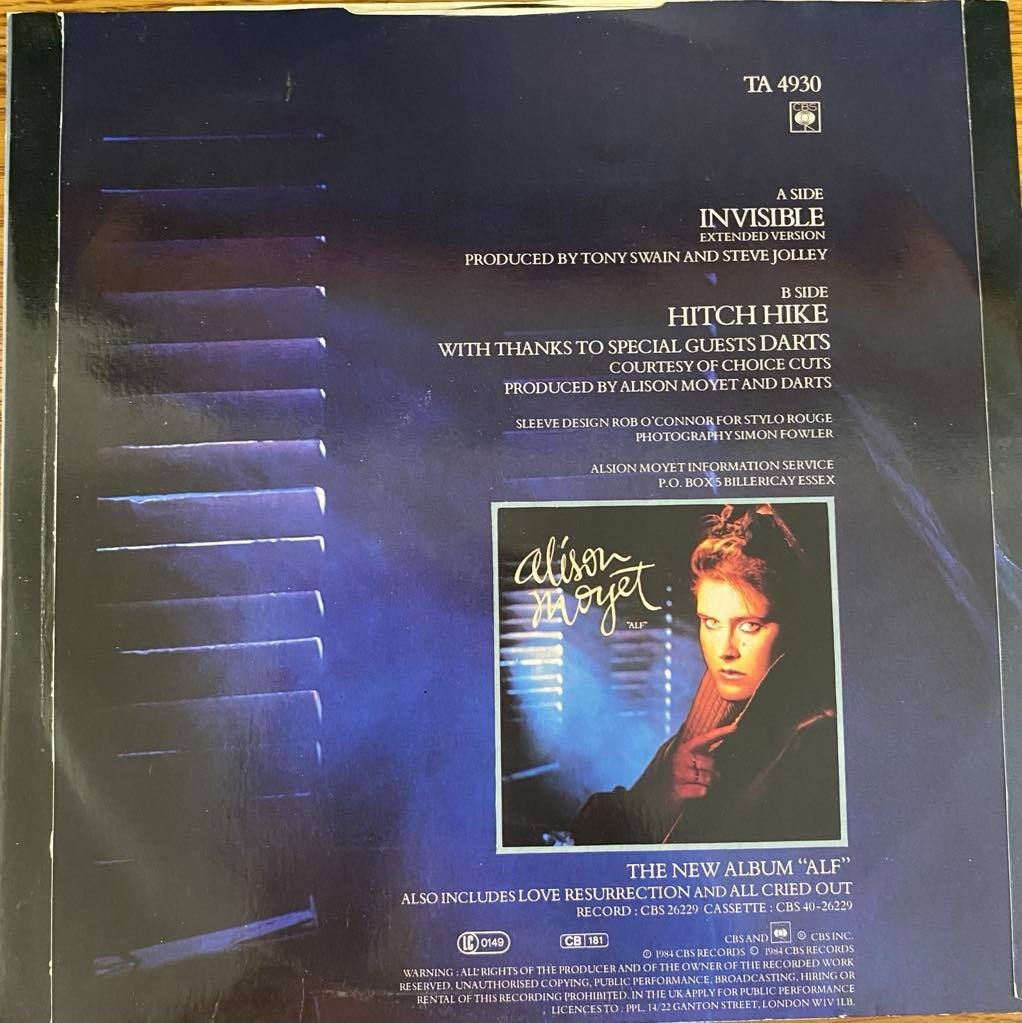 TA 4930
CBS
A SIDE
INVISIBLE
EXTENDED VERSION
PRODUCED BY TONY SWAIN AND STEVE JOLLEY
B SIDE
HITCH HIKE
WITH THANKS TO SPECIAL GUESTS DARTS
COURTESY OF CHOICE CUTS
PRODUCED BY ALISON MOYET AND DARTS
SLEEVE DESIGN ROB O'CONNOR FOR STYLO ROUGE
PHOTOGRAPHY SIMON FOWLER
ALSION MOYET INFORMATION SERVICE
P.O. BOX 5 BILLERICAY ESSEX
alison
moyet
"ALF"
THE NEW ALBUM "ALF"
ALSO INCLUDES LOVE RESURRECTION AND ALL CRIED OUT
RECORD : CBS 26229 CASSETTE : CBS 40-26229
LC 0149
CB 181
CBS AND ® CBS INC.
℗ 1984 CBS RECORDS © 1984 CBS RECORDS
WARNING : ALL RIGHTS OF THE PRODUCER AND OF THE OWNER OF THE RECORDED WORK
RESERVED. UNAUTHORISED COPYING, PUBLIC PERFORMANCE, BROADCASTING, HIRING OR
RENTAL OF THIS RECORDING PROHIBITED. IN THE UK APPLY FOR PUBLIC PERFORMANCE
LICENCES TO : PPL, 14/22 GANTON STREET, LONDON W1V 1LB.